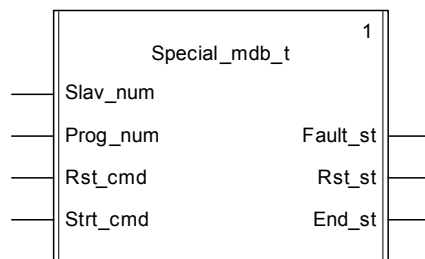 1
Special_mdb_t
Slav_num
Prog_num Fault_st
Rst_cmd Rst_st
Strt_cmd End_st